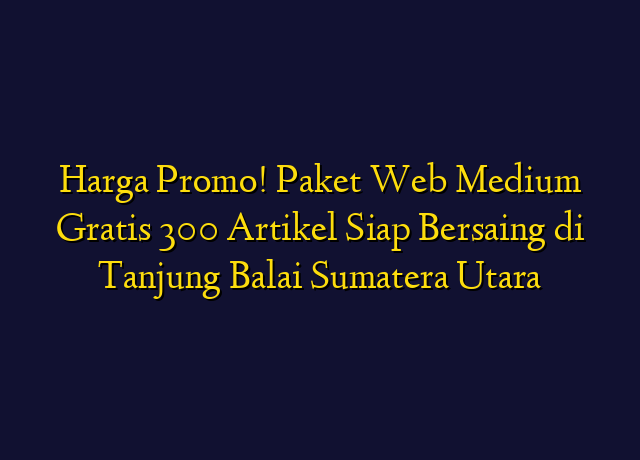 Harga Promo! Paket Web Medium
Gratis 300 Artikel Siap Bersaing di
Tanjung Balai Sumatera Utara